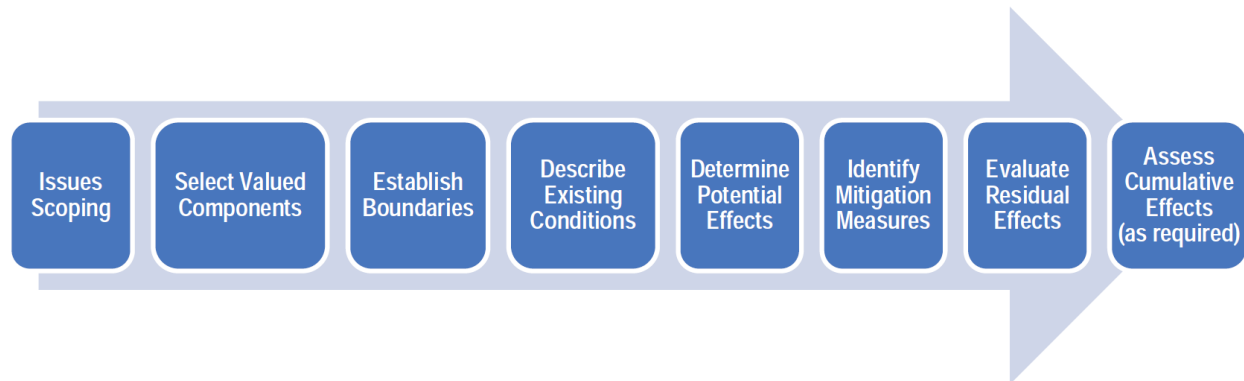 Issues
Scoping
Select Valued
Components
Establish
Boundaries
Describe
Existing
Conditions
Determine
Potential
Effects
Identify
Mitigation
Measures
Evaluate
Residual
Effects
Assess
Cumulative
Effects
(as required)